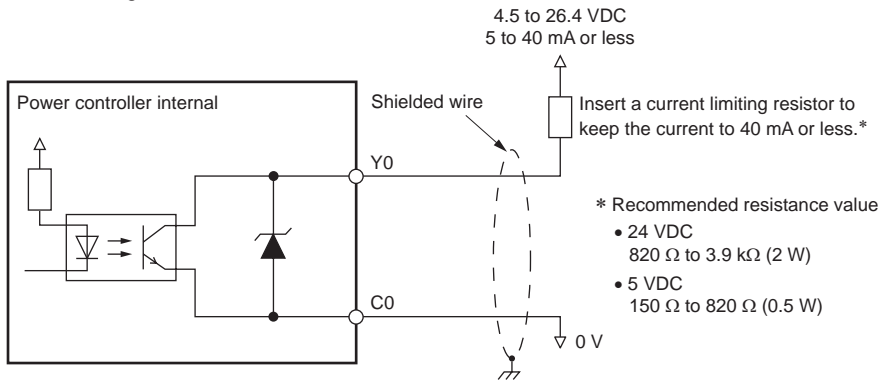 4.5 to 26.4 VDC
5 to 40 mA or less
Power controller internal
Shielded wire
Insert a current limiting resistor to
keep the current to 40 mA or less.*
Y0
* Recommended resistance value
• 24 VDC
820 Ω to 3.9 kΩ (2 W)
• 5 VDC
150 Ω to 820 Ω (0.5 W)
C0
0 V